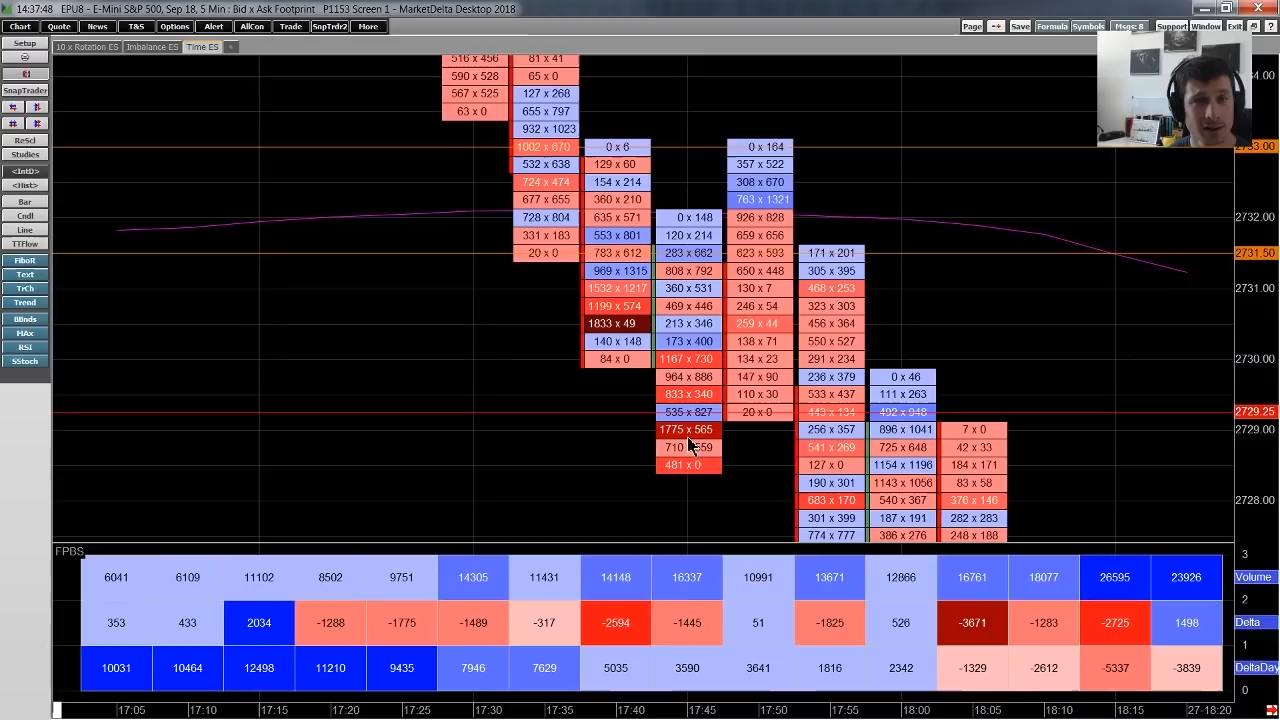 14:37:48 EPU8 - E-Mini S&P 500, Sep 18, 5 Min : Bid x Ask Footprint P1153 Screen 1 - MarketDelta Desktop 2018
Chart Quote News T&S Options Alert AllCon Trade SnpTrdr2 More Page Save Formula Symbols Msgs: 8 Support Window Exit ?
Setup 10 x Rotation ES Imbalance ES Time ES
SnapTrader
ReScl
Studies
<IntD>
<Hist>
Bar
Cndl
Line
TTFlow
FiboR
Text
TrCh
Trend
BBnds
MAx
RSI
SStoch
516 x 456 81 x 41
590 x 528 65 x 0
567 x 525 127 x 268
63 x 0 655 x 797
932 x 1023
1002 x 670 0 x 6 0 x 164
532 x 638 129 x 60 357 x 522
724 x 474 154 x 214 308 x 670
677 x 655 360 x 210 763 x 1321
728 x 804 635 x 571 0 x 148 926 x 828 2732.00
331 x 183 553 x 801 120 x 214 659 x 656
20 x 0 783 x 612 283 x 662 623 x 593 171 x 201 2731.50
969 x 1315 808 x 792 650 x 448 305 x 395
1532 x 1217 360 x 531 130 x 7 468 x 253 2731.00
1199 x 574 469 x 446 246 x 54 323 x 303
1833 x 49 213 x 346 259 x 44 456 x 364
140 x 148 173 x 400 138 x 71 550 x 527
84 x 0 1167 x 730 134 x 23 291 x 234 2730.00
964 x 886 147 x 90 236 x 379 0 x 46
833 x 340 110 x 30 533 x 437 111 x 263
535 x 827 20 x 0 443 x 134 492 x 948 2729.25
1775 x 565 256 x 357 896 x 1041 7 x 0 2729.00
710 59 541 x 269 725 x 648 42 x 33
481 x 0 127 x 0 1154 x 1196 184 x 171
190 x 301 1143 x 1056 83 x 58
683 x 170 540 x 367 376 x 146 2728.00
301 x 399 187 x 191 282 x 283
774 x 777 386 x 276 248 x 188
FPBS 3
6041 6109 11102 8502 9751 14305 11431 14148 16337 10991 13671 12866 16761 18077 26595 23926 Volume
2
353 433 2034 -1288 -1775 -1489 -317 -2594 -1445 51 -1825 526 -3671 -1283 -2725 1498 Delta
1
10031 10464 12498 11210 9435 7946 7629 5035 3590 3641 1816 2342 -1329 -2612 -5337 -3839 DeltaDay
0
17:05 17:10 17:15 17:20 17:25 17:30 17:35 17:40 17:45 17:50 17:55 18:00 18:05 18:10 18:15 27-18:20